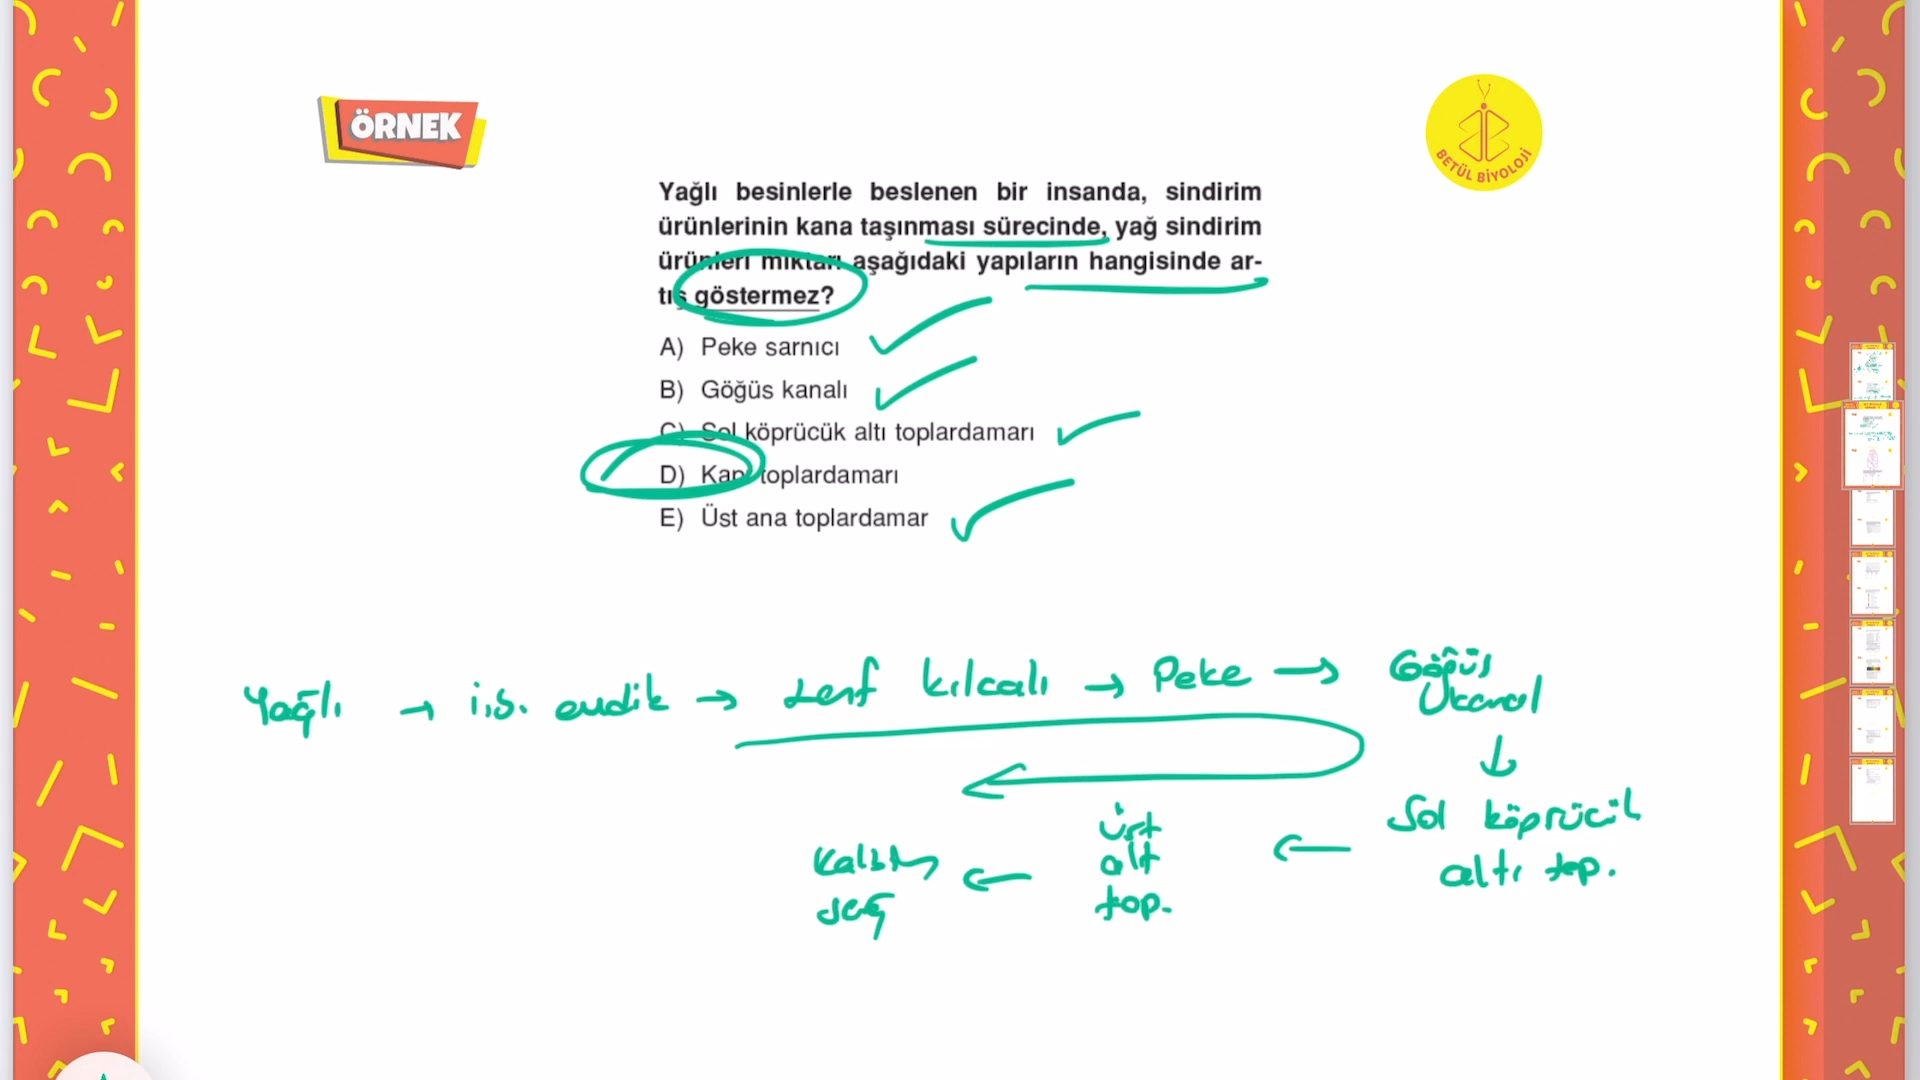 ÖRNEK
BETÜL BİYOLOJİ
Yağlı besinlerle beslenen bir insanda, sindirim
ürünlerinin kana taşınması sürecinde, yağ sindirim
ürünleri miktarı aşağıdaki yapıların hangisinde ar-
tış göstermez?
A) Peke sarnıcı
B) Göğüs kanalı
C) Sol köprücük altı toplardamarı
D) Kapı toplardamarı
E) Üst ana toplardamar
Yağlı → i.b. → Lenf kılcalı → Peke → Göğüs
kanal
↓
Sol köprücük
altı top.
←
üst
alt
top.
←
Kalbin
sağ